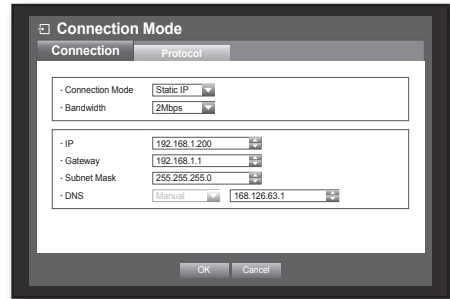 Connection Mode
Connection Protocol
· Connection Mode Static IP
· Bandwidth 2Mbps
· IP 192.168.1.200
· Gateway 192.168.1.1
· Subnet Mask 255.255.255.0
· DNS Manual 168.126.63.1
OK Cancel